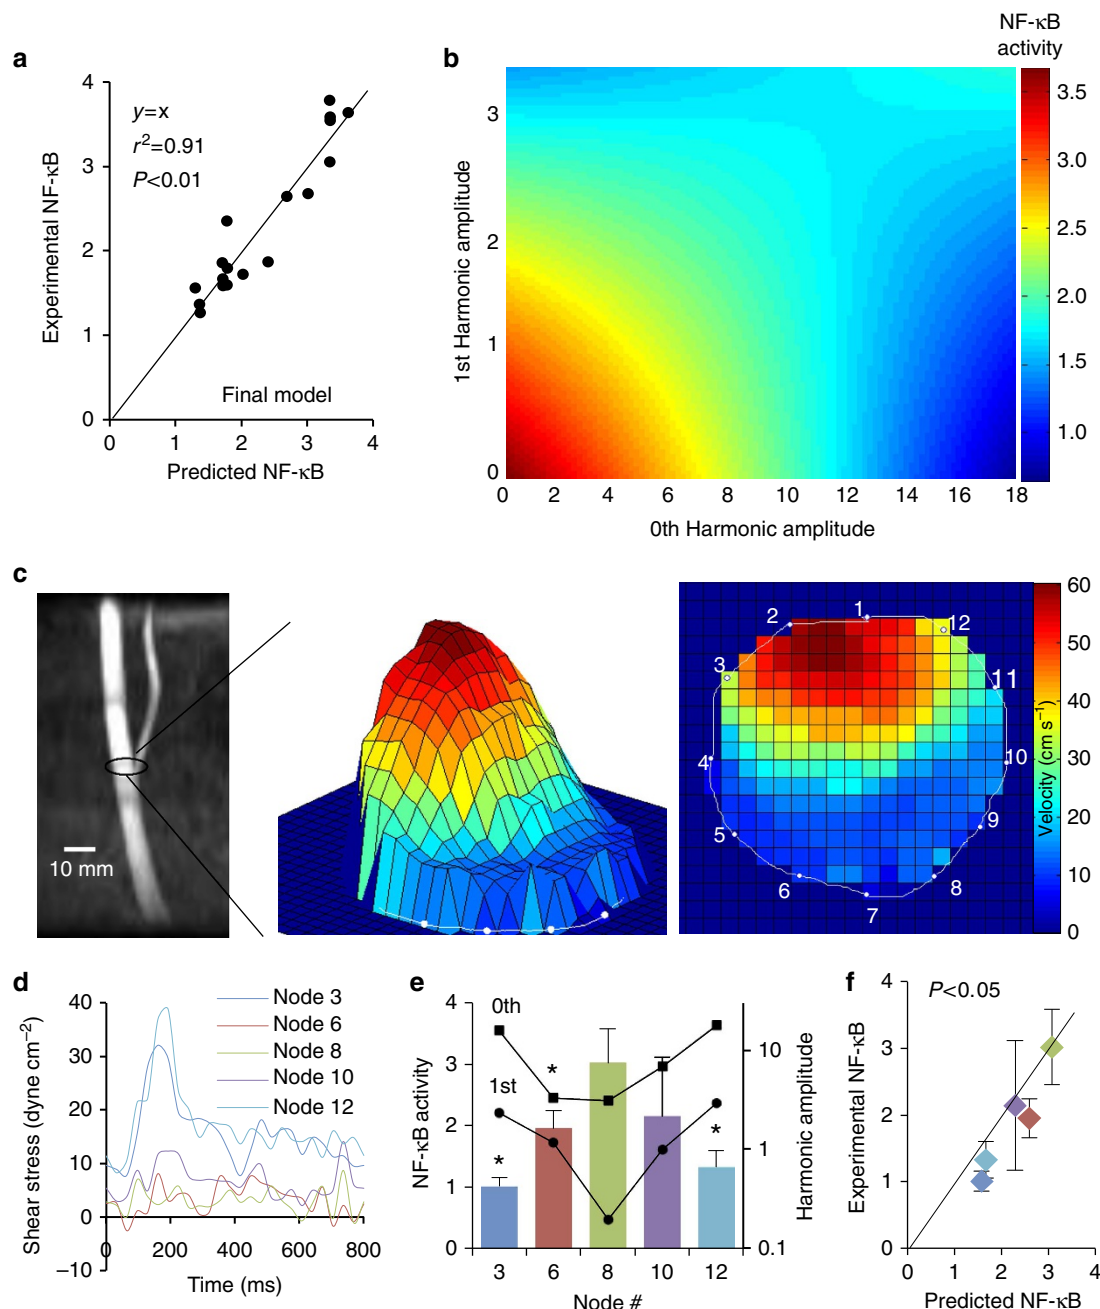 a
Experimental NF-κB
4
3
2
1
0
y=x
r²=0.91
P<0.01
Final model
0 1 2 3 4
Predicted NF-κB
b
NF-κB
activity
1st Harmonic amplitude
3
2
1
0
0 2 4 6 8 10 12 14 16 18
0th Harmonic amplitude
3.5
3.0
2.5
2.0
1.5
1.0
c
10 mm
1
2
3
4
5
6
7
8
9
10
11
12
60
50
40
30
20
10
0
Velocity (cm s⁻¹)
d
Shear stress (dyne cm⁻²)
40
30
20
10
0
–10
Node 3
Node 6
Node 8
Node 10
Node 12
0 200 400 600 800
Time (ms)
e
NF-κB activity
4
3
2
1
0
0th
1st
*
*
*
10
1
0.1
Harmonic amplitude
3 6 8 10 12
Node #
f
P<0.05
Experimental NF-κB
4
3
2
1
0
0 1 2 3 4
Predicted NF-κB